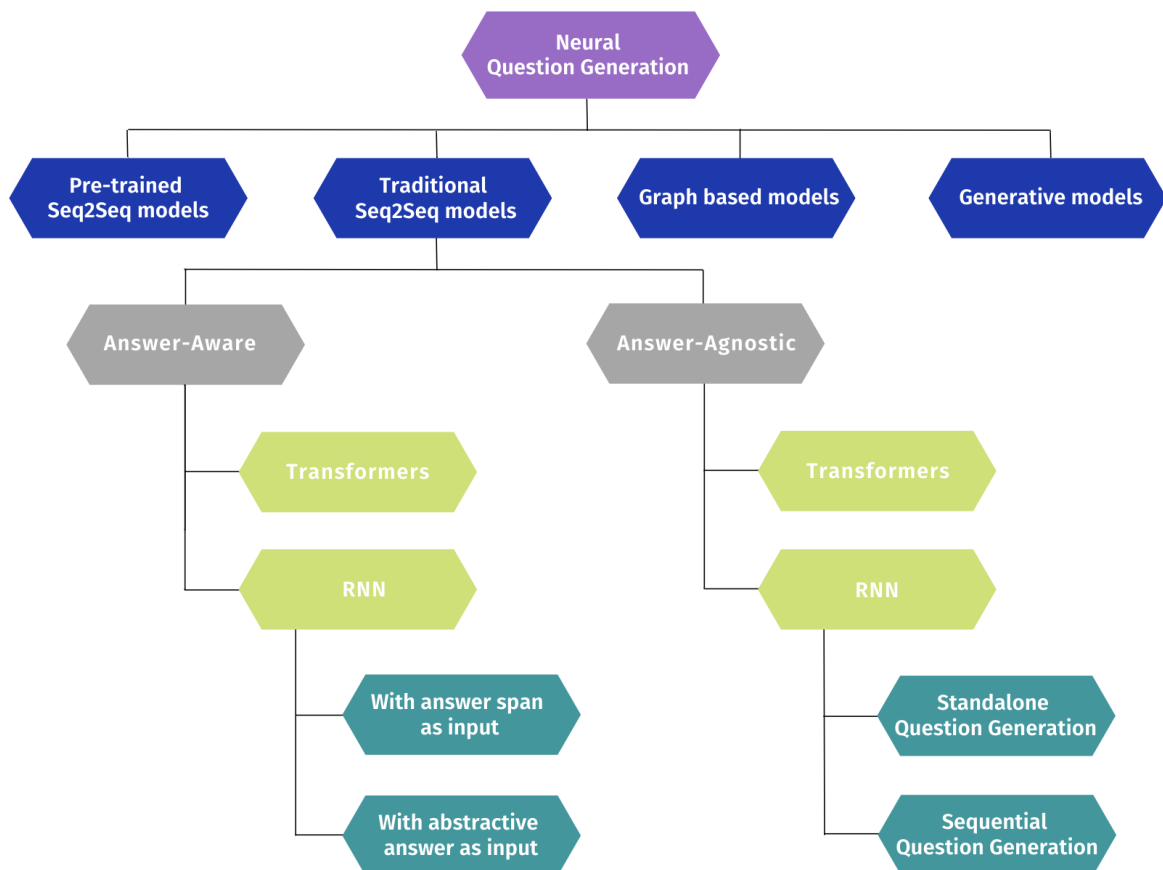 Neural
Question Generation
Pre-trained
Seq2Seq models
Traditional
Seq2Seq models
Graph based models
Generative models
Answer-Aware
Answer-Agnostic
Transformers
Transformers
RNN
RNN
With answer span
as input
Standalone
Question Generation
With abstractive
answer as input
Sequential
Question Generation